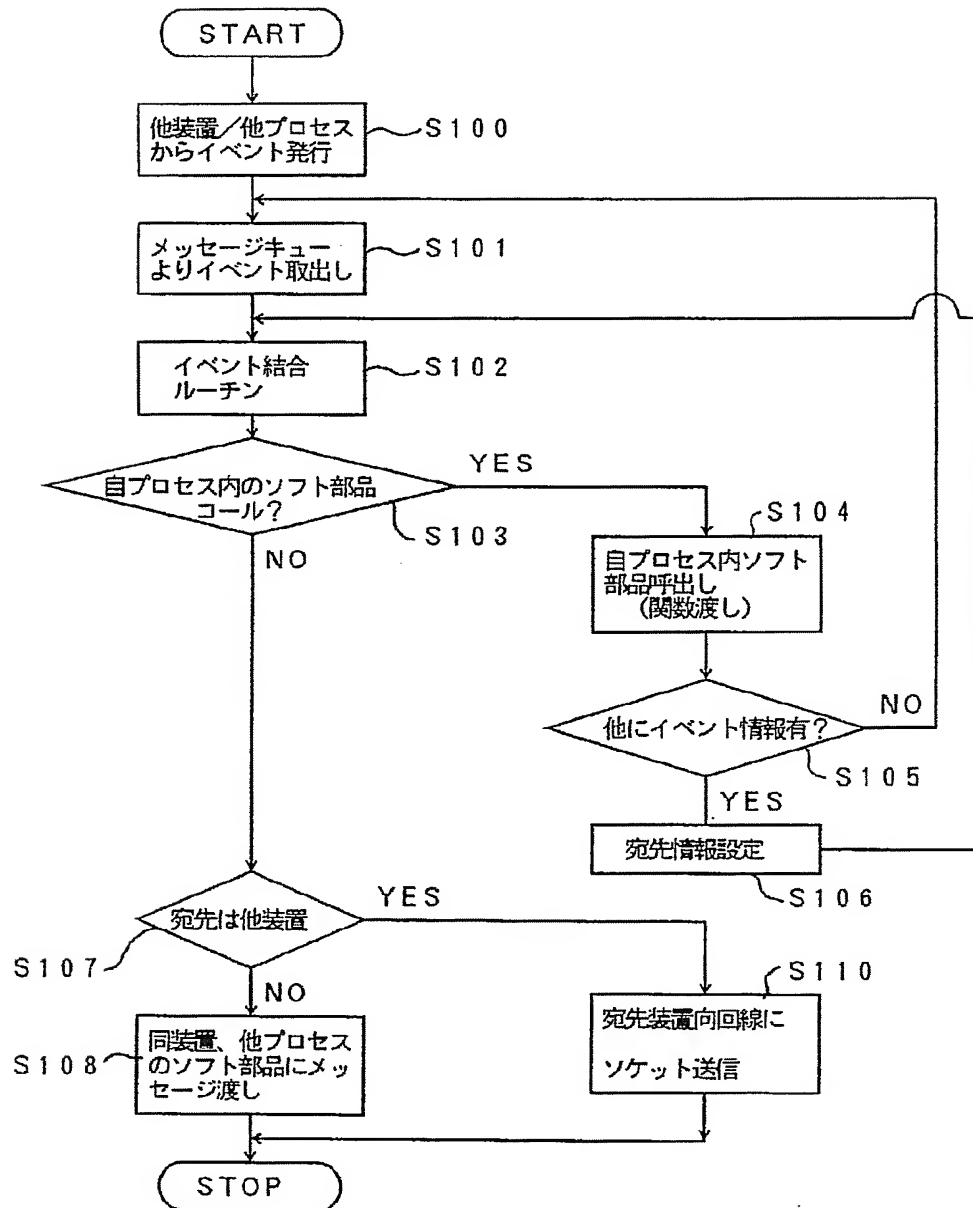 START
他装置／他プロセス
からイベント発行
S100
メッセージキュー
よりイベント取出し
S101
イベント結合
ルーチン
S102
自プロセス内のソフト部品
コール？
YES
S103
NO
S104
自プロセス内ソフト
部品呼出し
（関数渡し）
他にイベント情報有？
NO
S105
YES
宛先情報設定
S106
宛先は他装置
YES
S107
NO
S110
宛先装置向回線に
ソケット送信
同装置、他プロセス
のソフト部品にメッ
セージ渡し
S108
STOP